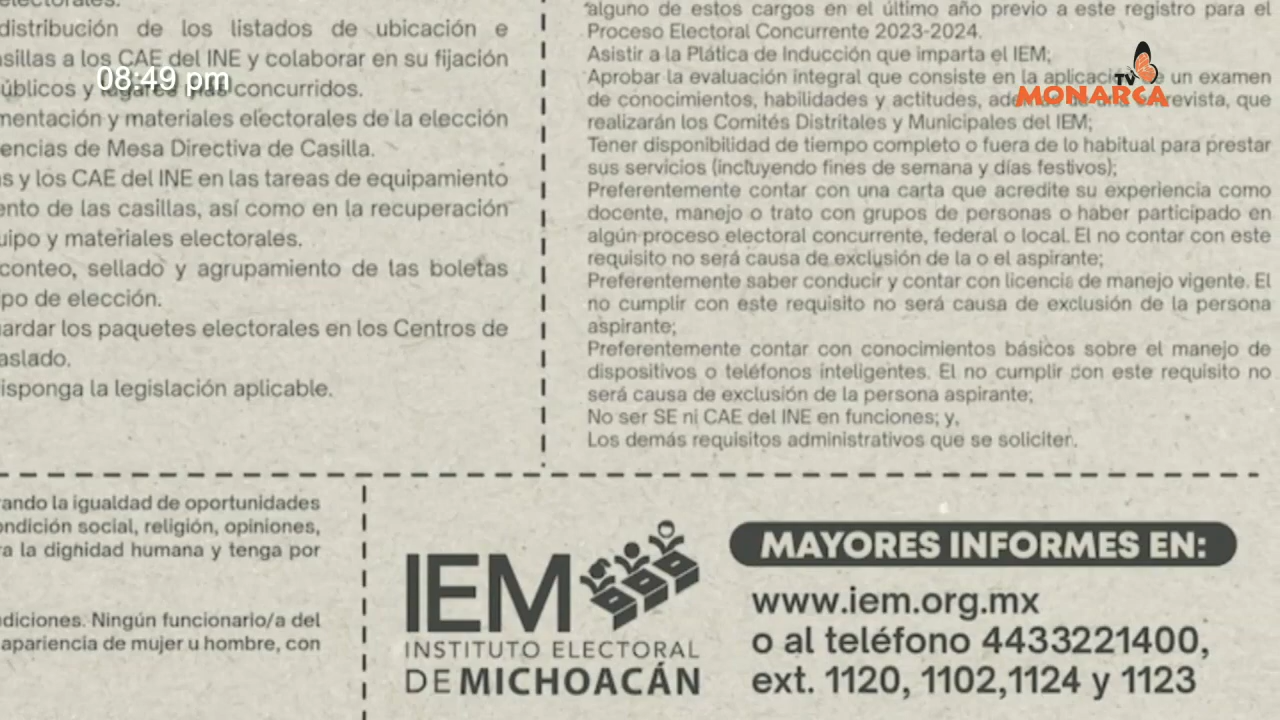 electorales.
distribución de los listados de ubicación e
sillas a los CAE del INE y colaborar en su fijación
úblicos y lugares más concurridos.
mentación y materiales electorales de la elección
encias de Mesa Directiva de Casilla.
s y los CAE del INE en las tareas de equipamiento
ento de las casillas, así como en la recuperación
uipo y materiales electorales.
conteo, sellado y agrupamiento de las boletas
ipo de elección.
uardar los paquetes electorales en los Centros de
aslado.
isponga la legislación aplicable.
08:49 pm
alguno de estos cargos en el último año previo a este registro para el
Proceso Electoral Concurrente 2023-2024.
Asistir a la Plática de Inducción que imparta el IEM;
Aprobar la evaluación integral que consiste en la un examen
de conocimientos, habilidades y actitudes, que
realizarán los Comités Distritales y Municipales del IEM;
Tener disponibilidad de tiempo completo o fuera de lo habitual para prestar
sus servicios (incluyendo fines de semana y días festivos);
Preferentemente contar con una carta que acredite su experiencia como
docente, manejo o trato con grupos de personas o haber participado en
algún proceso electoral concurrente, federal o local. El no contar con este
requisito no será causa de exclusión de la o el aspirante;
Preferentemente saber conducir y contar con licencia de manejo vigente. El
no cumplir con este requisito no será causa de exclusión de la persona
aspirante;
Preferentemente contar con conocimientos básicos sobre el manejo de
dispositivos o teléfonos inteligentes. El no cumplir con este requisito no
será causa de exclusión de la persona aspirante;
No ser SE ni CAE del INE en funciones; y,
Los demás requisitos administrativos que se soliciten.
TV
MONARCA
rando la igualdad de oportunidades
ondición social, religión, opiniones,
ra la dignidad humana y tenga por
diciones. Ningún funcionario/a del
apariencia de mujer u hombre, con
IEM
INSTITUTO ELECTORAL
DE MICHOACÁN
MAYORES INFORMES EN:
www.iem.org.mx
o al teléfono 4433221400,
ext. 1120, 1102,1124 y 1123